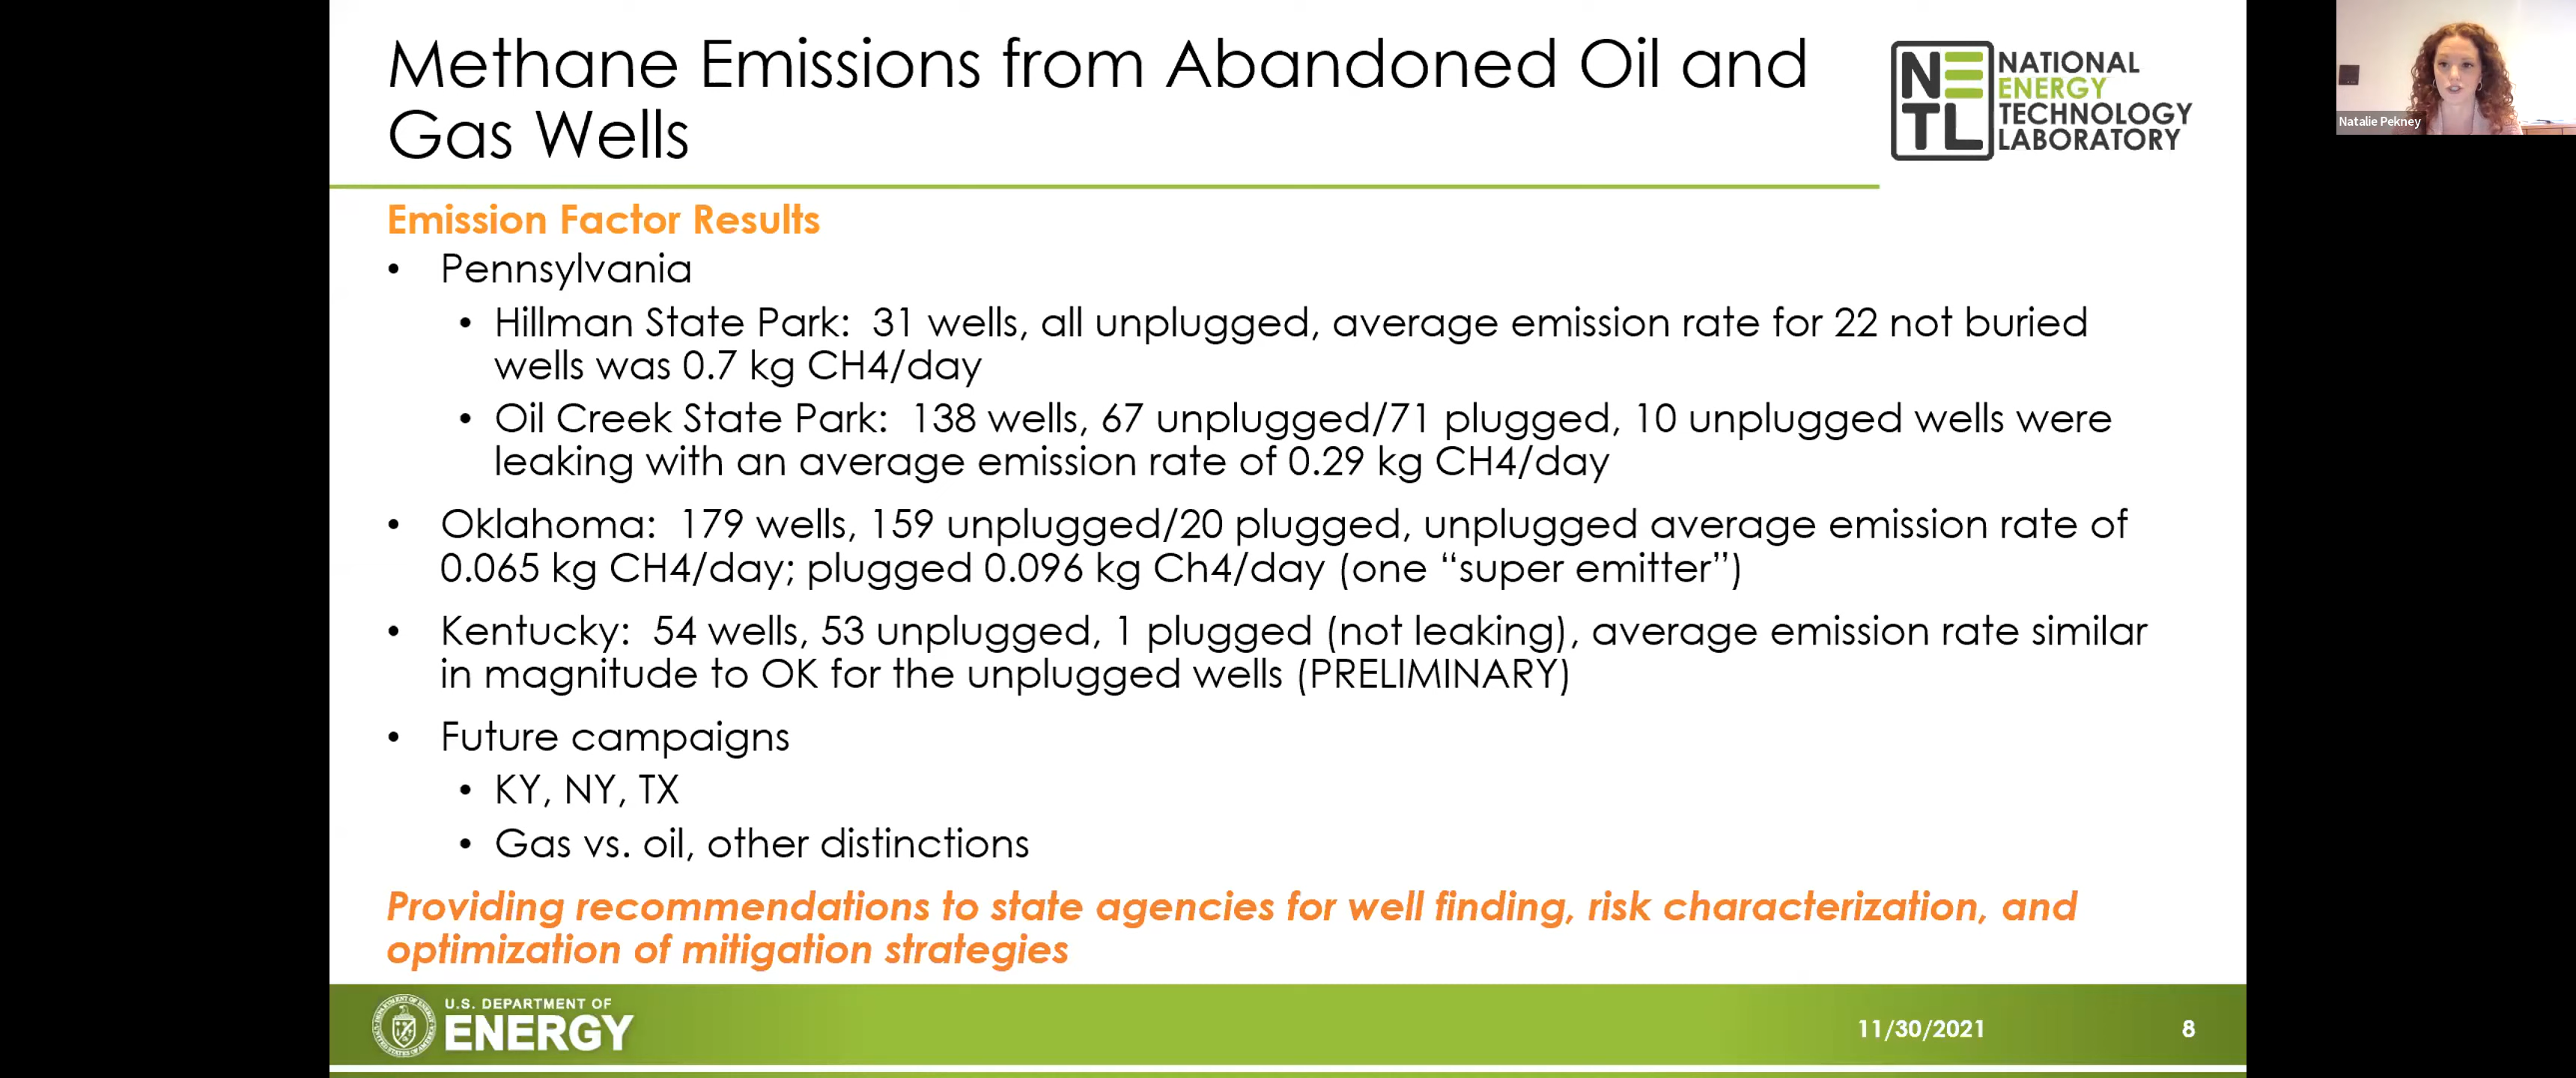 Methane Emissions from Abandoned Oil and
Gas Wells
NETL
NATIONAL
ENERGY
TECHNOLOGY
LABORATORY
Natalie Pekney
Emission Factor Results
• Pennsylvania
• Hillman State Park: 31 wells, all unplugged, average emission rate for 22 not buried
wells was 0.7 kg CH4/day
• Oil Creek State Park: 138 wells, 67 unplugged/71 plugged, 10 unplugged wells were
leaking with an average emission rate of 0.29 kg CH4/day
• Oklahoma: 179 wells, 159 unplugged/20 plugged, unplugged average emission rate of
0.065 kg CH4/day; plugged 0.096 kg Ch4/day (one “super emitter”)
• Kentucky: 54 wells, 53 unplugged, 1 plugged (not leaking), average emission rate similar
in magnitude to OK for the unplugged wells (PRELIMINARY)
• Future campaigns
• KY, NY, TX
• Gas vs. oil, other distinctions
Providing recommendations to state agencies for well finding, risk characterization, and
optimization of mitigation strategies
U.S. DEPARTMENT OF
ENERGY
11/30/2021
8